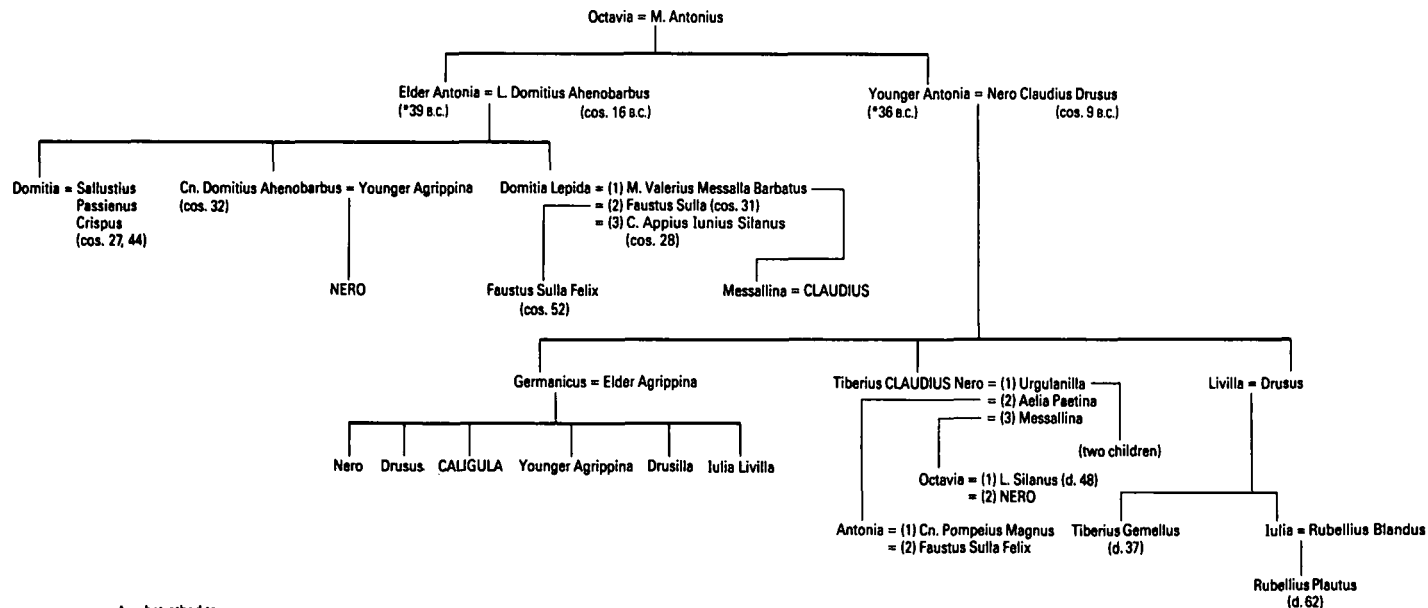 Octavia = M. Antonius
Elder Antonia = L. Domitius Ahenobarbus
(*39 B.C.) (cos. 16 B.C.)
Younger Antonia = Nero Claudius Drusus
(*36 B.C.) (cos. 9 B.C.)
Domitia = Sallustius
Passienus
Crispus
(cos. 27, 44)
Cn. Domitius Ahenobarbus = Younger Agrippina
(cos. 32)
Domitia Lepida = (1) M. Valerius Messalla Barbatus
= (2) Faustus Sulla (cos. 31)
= (3) C. Appius Iunius Silanus
(cos. 28)
NERO
Faustus Sulla Felix
(cos. 52)
Messallina = CLAUDIUS
Germanicus = Elder Agrippina
Tiberius CLAUDIUS Nero = (1) Urgulanilla
= (2) Aelia Paetina
= (3) Messallina
Livilla = Drusus
(two children)
Nero Drusus CALIGULA Younger Agrippina Drusilla Iulia Livilla
Octavia = (1) L. Silanus (d. 48)
= (2) NERO
Antonia = (1) Cn. Pompeius Magnus
= (2) Faustus Sulla Felix
Tiberius Gemellus
(d. 37)
Iulia = Rubellius Blandus
Rubellius Plautus
(d. 62)